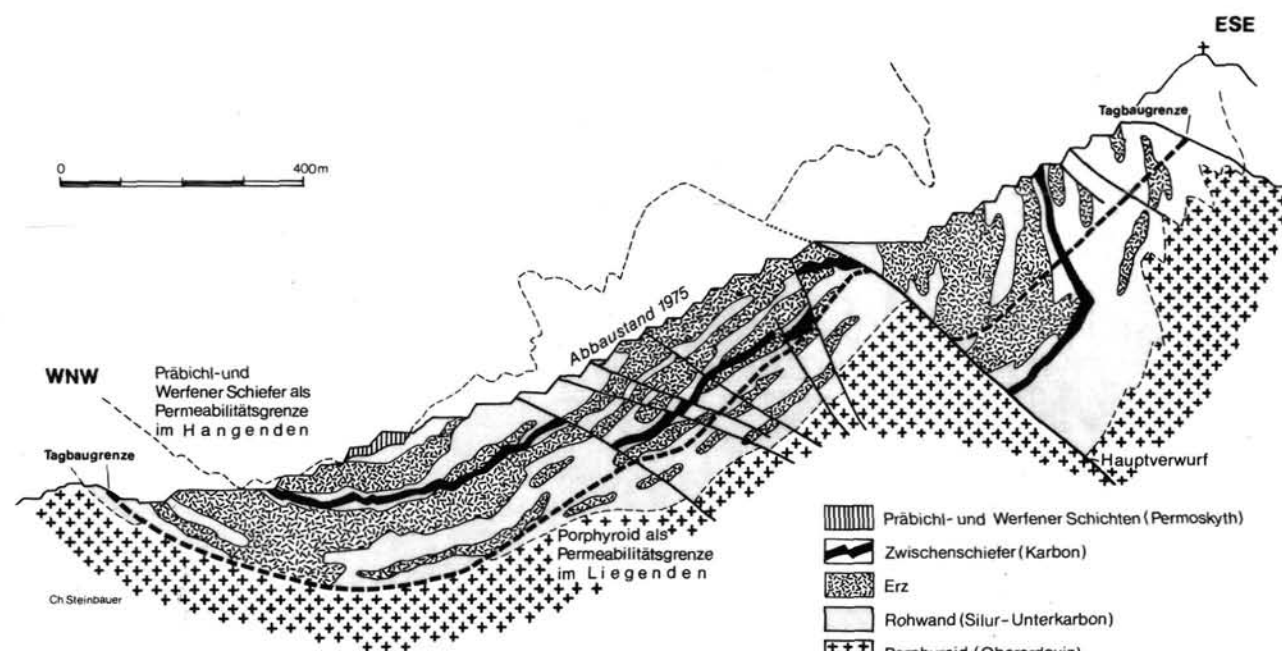 ESE
Tagbaugrenze
0
400m
Abbaustand 1975
WNW
Präbichl-und
Werfener Schiefer als
Permeabilitätsgrenze
im Hangenden
Tagbaugrenze
Hauptverwurf
Porphyroid als
Permeabilitätsgrenze
im Liegenden
Ch.Steinbauer
Präbichl- und Werfener Schichten (Permoskyth)
Zwischenschiefer (Karbon)
Erz
Rohwand (Silur-Unterkarbon)